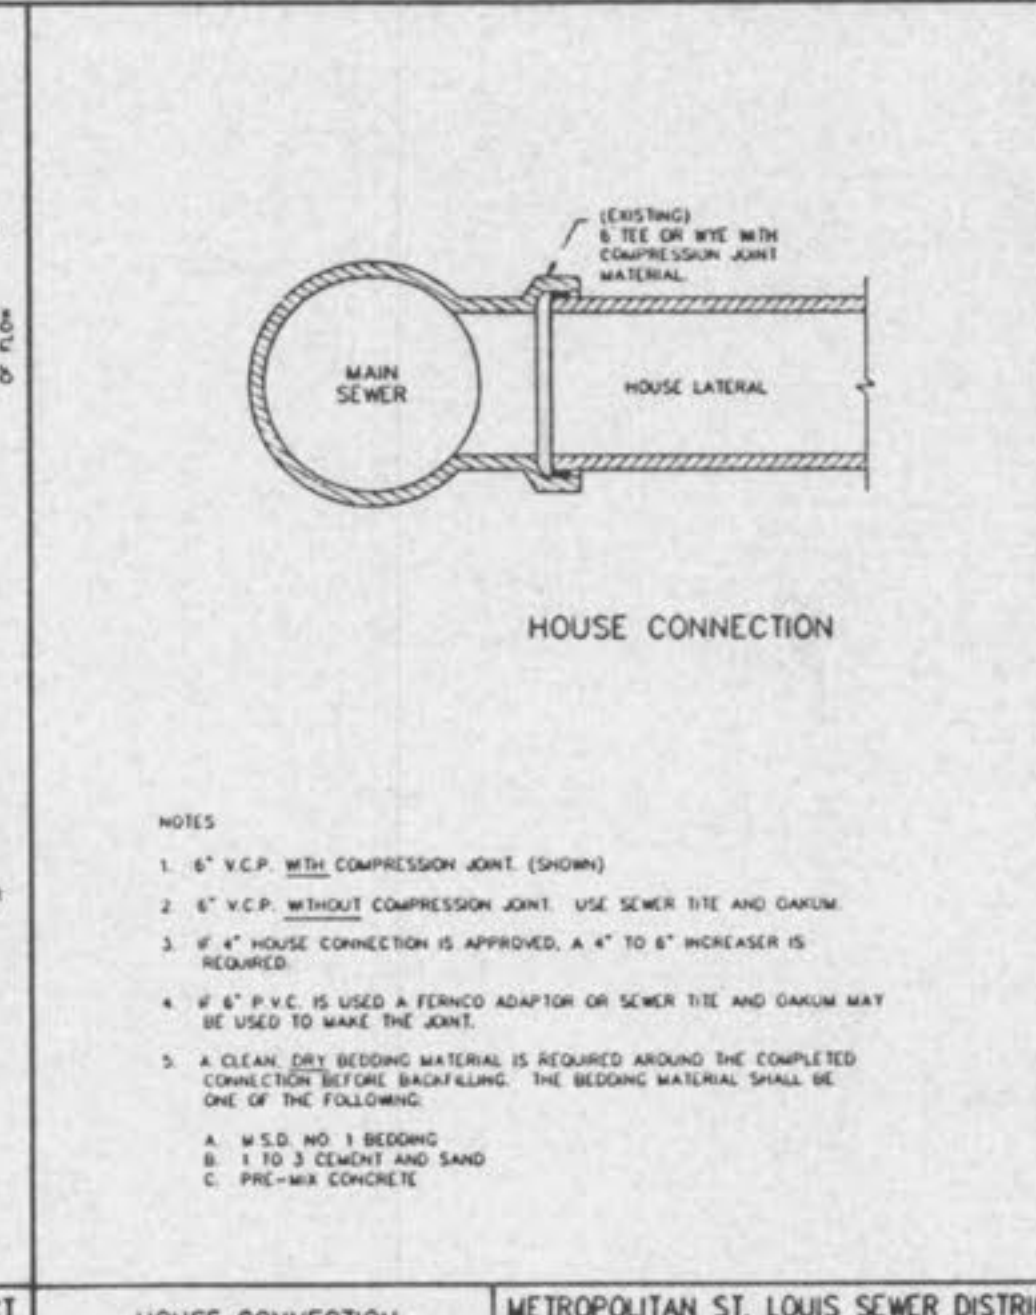 OF FLOW
(EXISTING)
6 TEE OR WYE WITH
COMPRESSION JOINT
MATERIAL.
MAIN
SEWER
HOUSE LATERAL
HOUSE CONNECTION
NOTES
1. 6" V.C.P. WITH COMPRESSION JOINT. (SHOWN)
2. 6" V.C.P. WITHOUT COMPRESSION JOINT. USE SEWER TITE AND OAKUM.
3. IF 4" HOUSE CONNECTION IS APPROVED, A 4" TO 6" INCREASER IS
REQUIRED.
4. IF 6" P.V.C. IS USED A FERNCO ADAPTOR OR SEWER TITE AND OAKUM MAY
BE USED TO MAKE THE JOINT.
5. A CLEAN, DRY BEDDING MATERIAL IS REQUIRED AROUND THE COMPLETED
CONNECTION BEFORE BACKFILLING. THE BEDDING MATERIAL SHALL BE
ONE OF THE FOLLOWING:
A. M.S.D. NO. 1 BEDDING
B. 1 TO 3 CEMENT AND SAND
C. PRE-MIX CONCRETE
HOUSE CONNECTION
METROPOLITAN ST. LOUIS SEWER DISTR